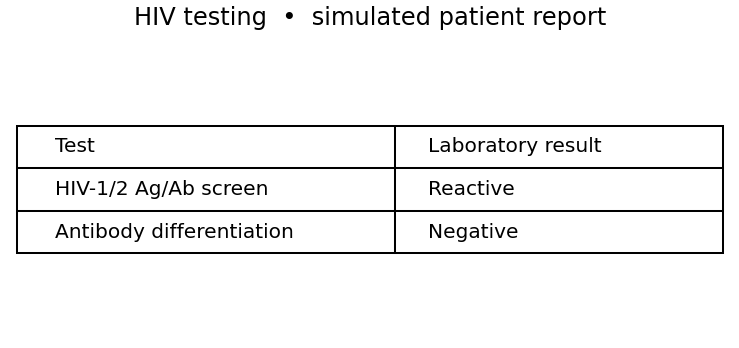 HIV testing • simulated patient report
Test Laboratory result
HIV-1/2 Ag/Ab screen Reactive
Antibody differentiation Negative